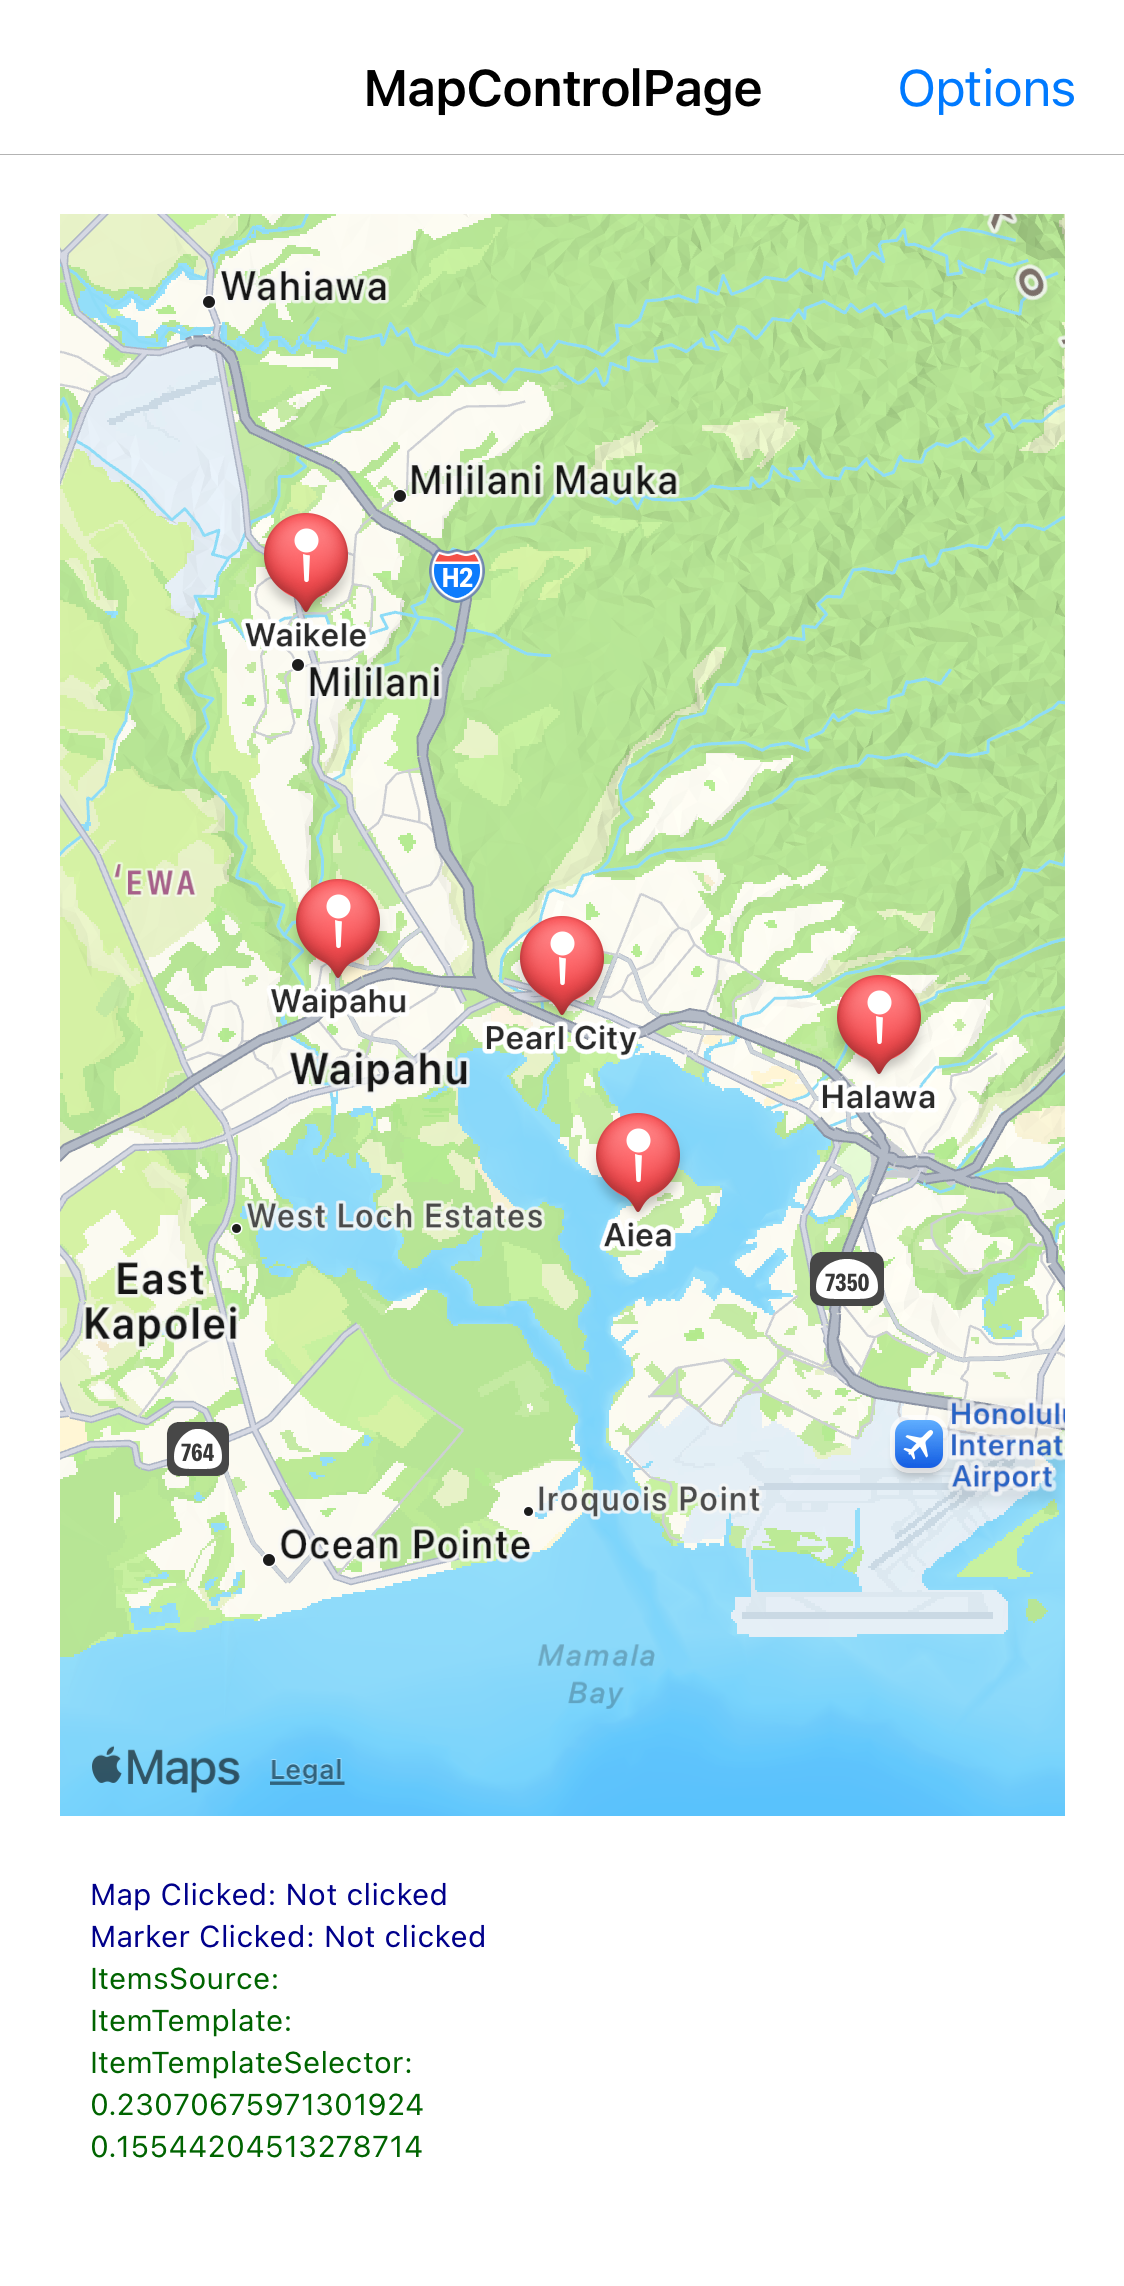 MapControlPage
Options
Wahiawa
O
Mililani Mauka
H2
Waikele
Mililani
ʻEWA
Waipahu
Pearl City
Waipahu
Halawa
Aiea
West Loch Estates
East
Kapolei
7350
764
Honolul
Internat
Airport
Iroquois Point
Ocean Pointe
Mamala
Bay
Maps
Legal
Map Clicked: Not clicked
Marker Clicked: Not clicked
ItemsSource:
ItemTemplate:
ItemTemplateSelector:
0.23070675971301924
0.15544204513278714